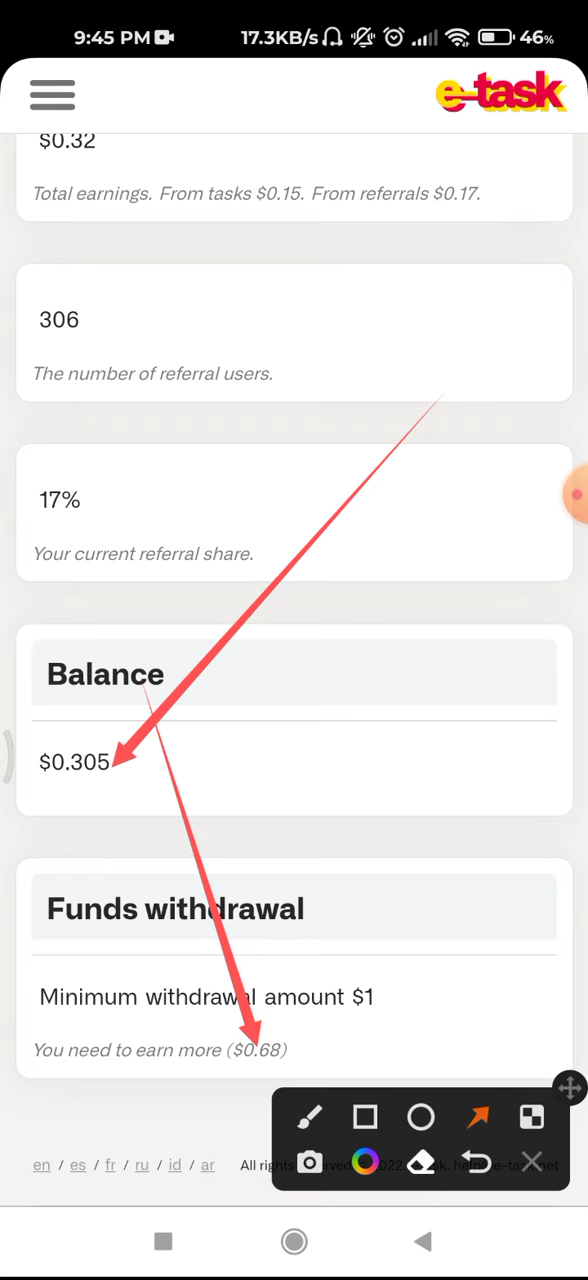 9:45 PM 17.3KB/s 46%
e-task
$0.32
Total earnings. From tasks $0.15. From referrals $0.17.
306
The number of referral users.
17%
Your current referral share.
Balance
$0.305
Funds withdrawal
Minimum withdrawal amount $1
You need to earn more ($0.68)
en / es / fr / ru / id / ar All